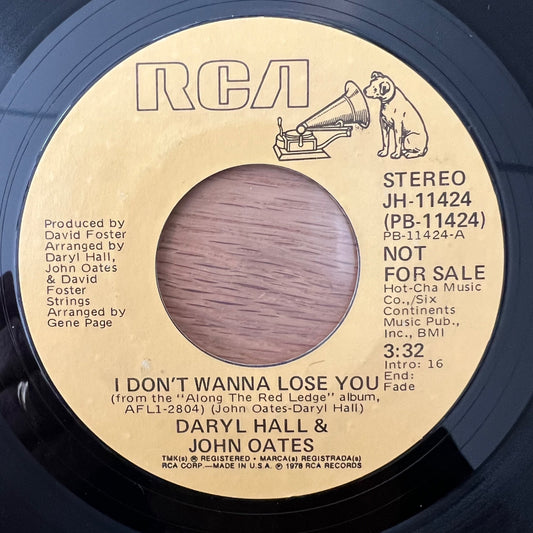 RCA
STEREO
JH-11424
(PB-11424)
PB-11424-A
NOT
FOR SALE
Hot-Cha Music
Co.,/Six
Continents
Music Pub.,
Inc., BMI
3:32
Intro: 16
End:
Fade
Produced by
David Foster
Arranged by
Daryl Hall,
John Oates
& David
Foster
Strings
Arranged by
Gene Page
I DON'T WANNA LOSE YOU
(from the "Along The Red Ledge" album,
AFL1-2804) (John Oates-Daryl Hall)
DARYL HALL &
JOHN OATES
TMK(s) ® REGISTERED • MARCA(s) REGISTRADA(s)
RCA CORP.—MADE IN U.S.A. ℗ 1978 RCA RECORDS